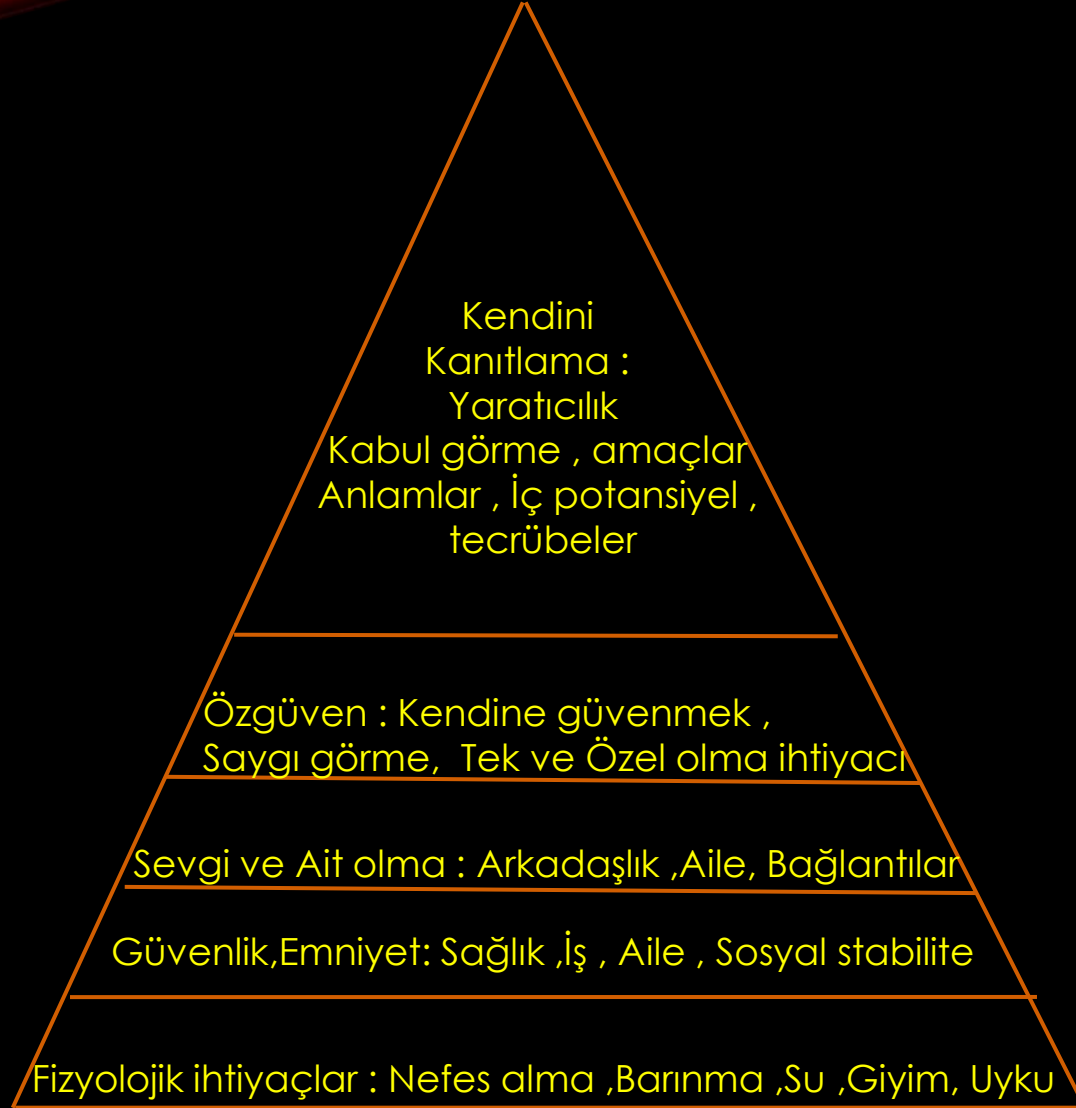 Kendini
Kanıtlama :
Yaratıcılık
Kabul görme , amaçlar
Anlamlar , İç potansiyel ,
tecrübeler
Özgüven : Kendine güvenmek ,
Saygı görme, Tek ve Özel olma ihtiyacı
Sevgi ve Ait olma : Arkadaşlık ,Aile, Bağlantılar
Güvenlik,Emniyet: Sağlık ,İş , Aile , Sosyal stabilite
Fizyolojik ihtiyaçlar : Nefes alma ,Barınma ,Su ,Giyim, Uyku